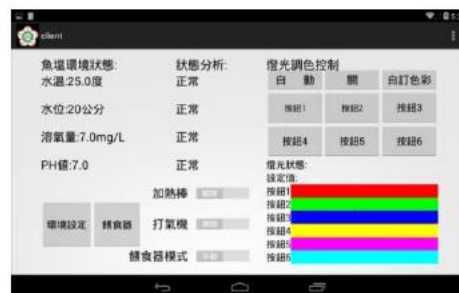 client
魚塭環境狀態:
狀態分析:
水溫:25.0度
正常
水位:20公分
正常
溶氧量:7.0mg/L
正常
PH値:7.0
正常
加熱棒
環境設定
餵食器
打氣機
餵食器模式
燈光調色控制
自 動
關
自訂色彩
按鈕1
按鈕2
按鈕3
按鈕4
按鈕5
按鈕6
燈光狀態:
設定值:
按鈕1
按鈕2
按鈕3
按鈕4
按鈕5
按鈕6